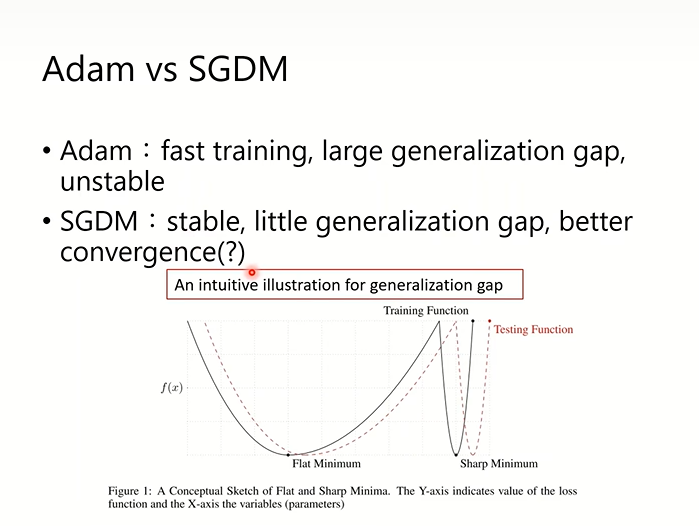 Adam vs SGDM
• Adam：fast training, large generalization gap,
unstable
• SGDM：stable, little generalization gap, better
convergence(?)
An intuitive illustration for generalization gap
Training Function
Testing Function
f(x)
Flat Minimum
Sharp Minimum
Figure 1: A Conceptual Sketch of Flat and Sharp Minima. The Y-axis indicates value of the loss
function and the X-axis the variables (parameters)